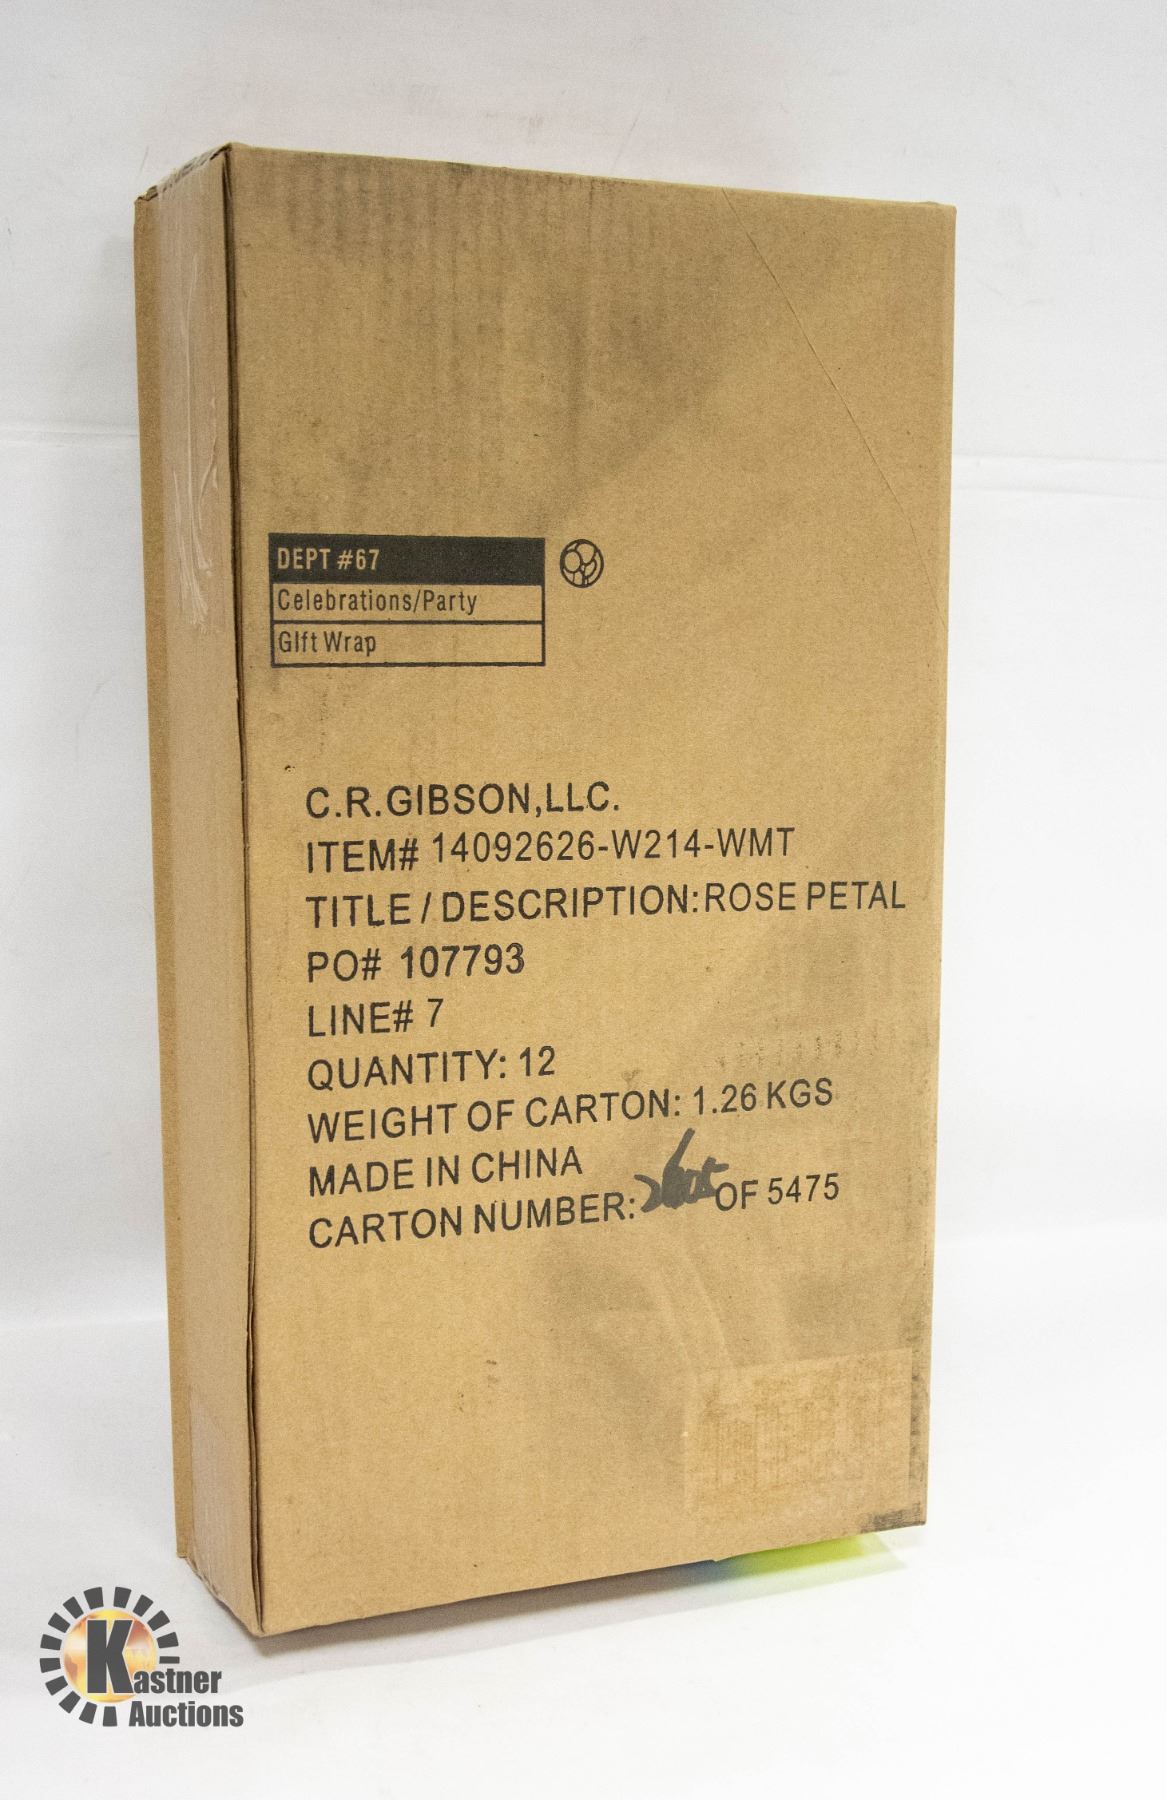 DEPT #67
Celebrations/Party
GIft Wrap
C.R.GIBSON,LLC.
ITEM# 14092626-W214-WMT
TITLE / DESCRIPTION:ROSE PETAL
PO# 107793
LINE# 7
QUANTITY: 12
WEIGHT OF CARTON: 1.26 KGS
MADE IN CHINA
CARTON NUMBER: OF 5475
Kastner
Auctions